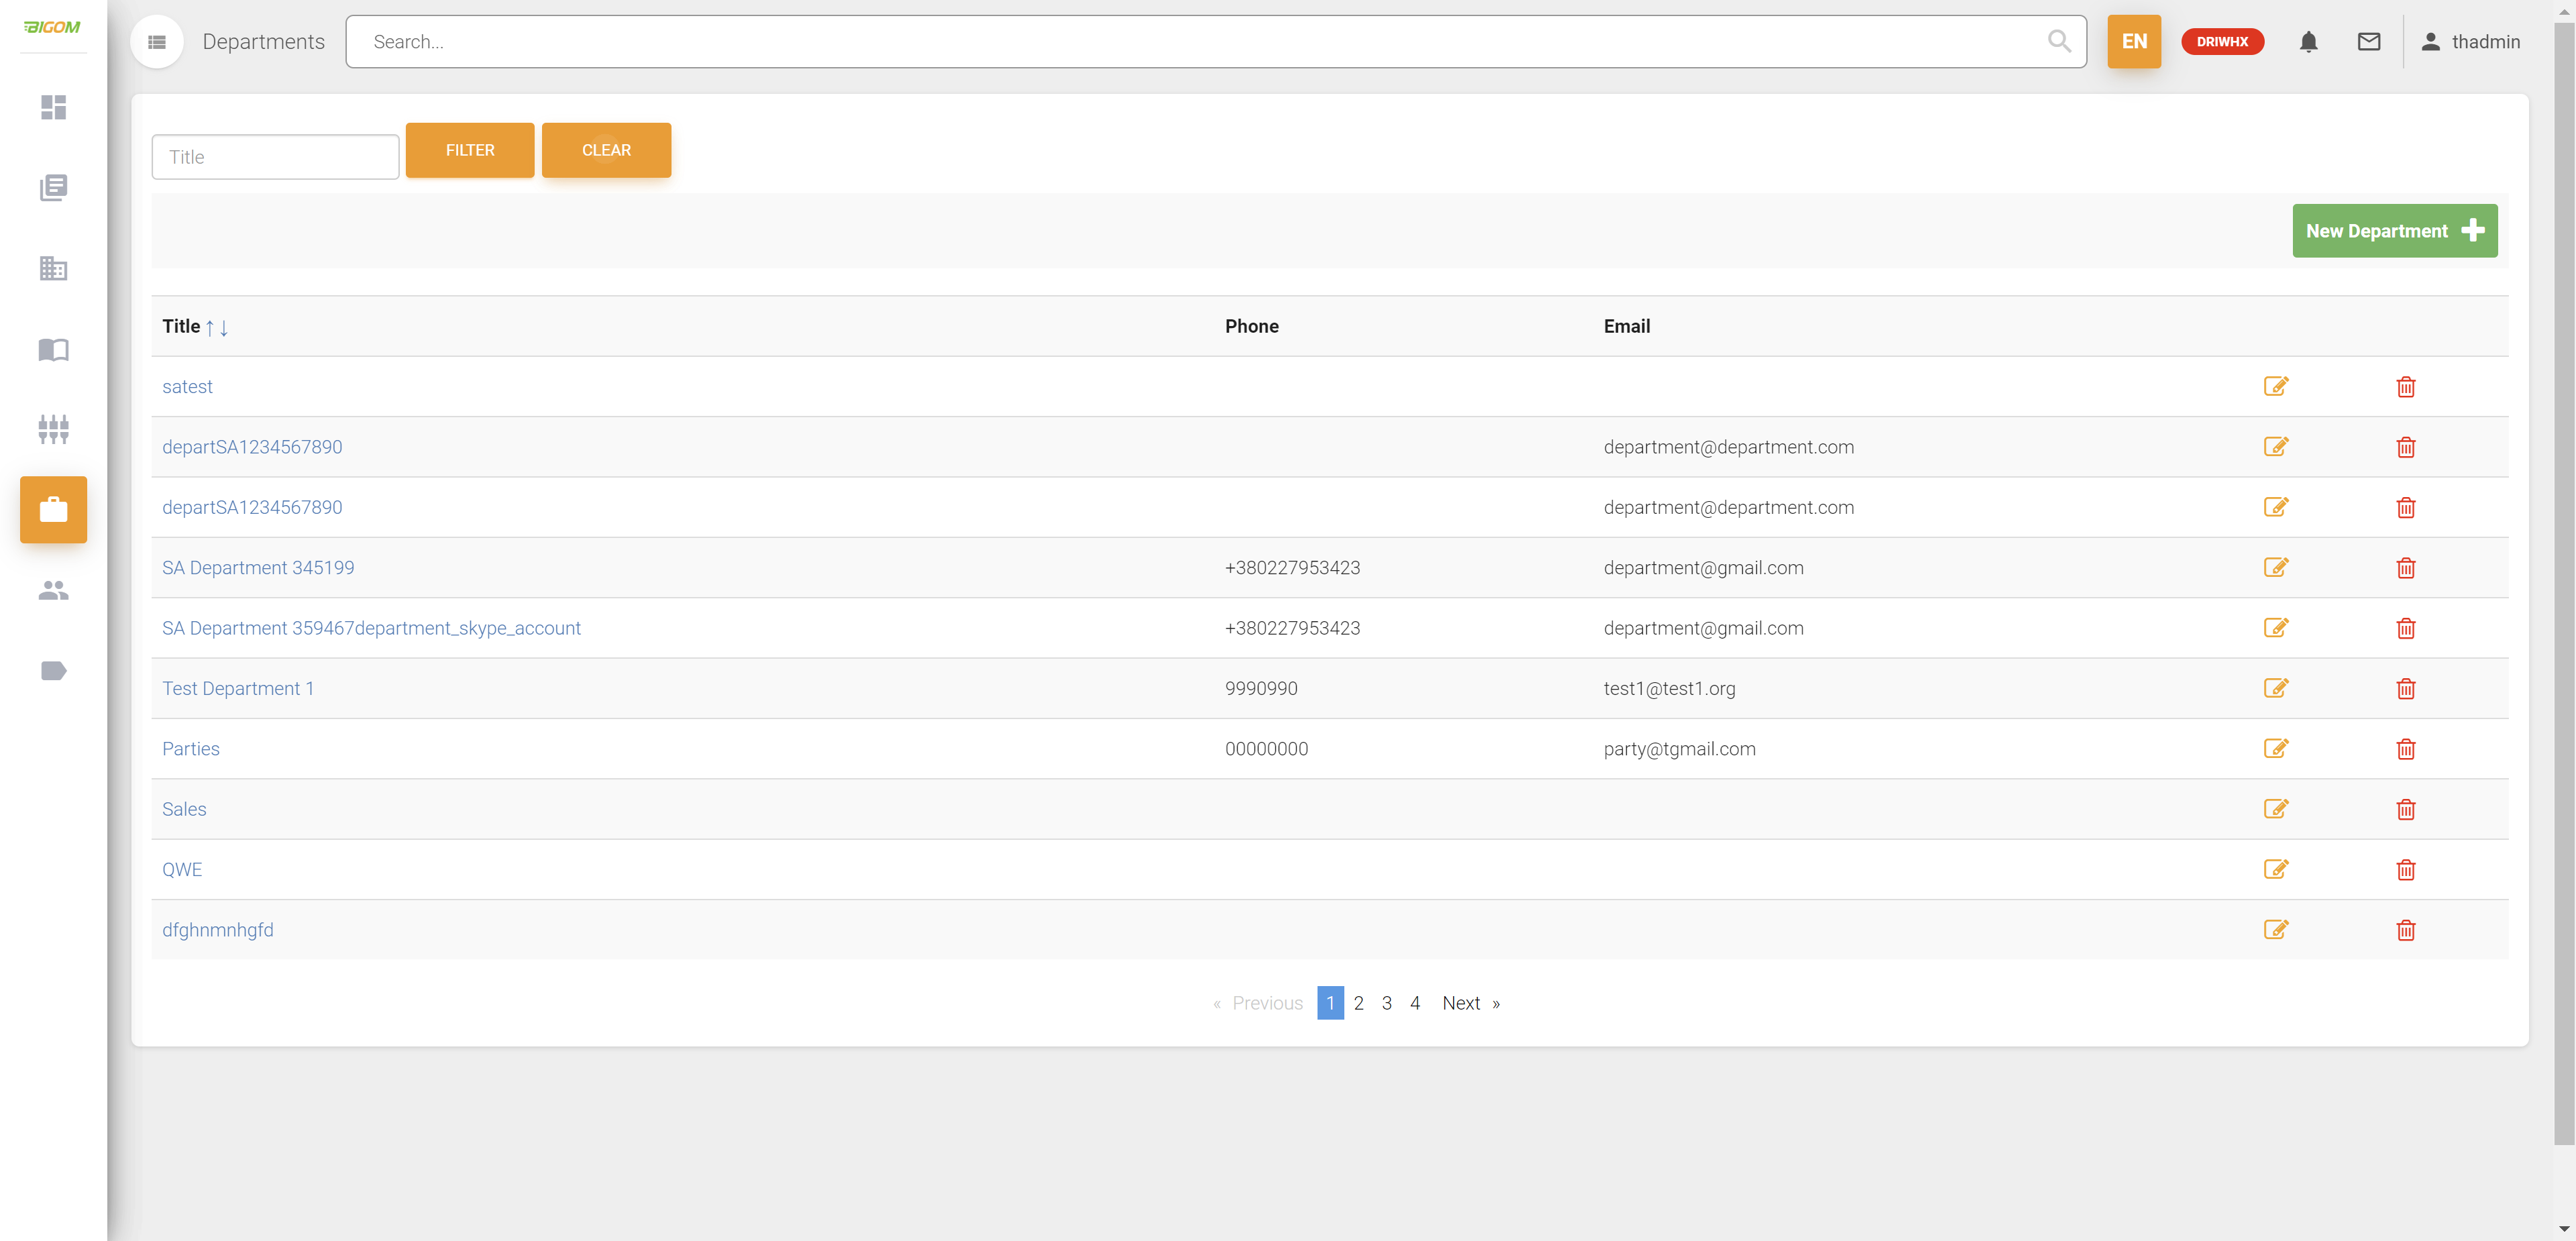 BIGOM
Departments Search... EN DRIWHX thadmin
Title FILTER CLEAR
New Department
Title ↑↓ Phone Email
satest
departSA1234567890 department@department.com
departSA1234567890 department@department.com
SA Department 345199 +380227953423 department@gmail.com
SA Department 359467department_skype_account +380227953423 department@gmail.com
Test Department 1 9990990 test1@test1.org
Parties 00000000 party@tgmail.com
Sales
QWE
dfghnmnhgfd
« Previous 1 2 3 4 Next »